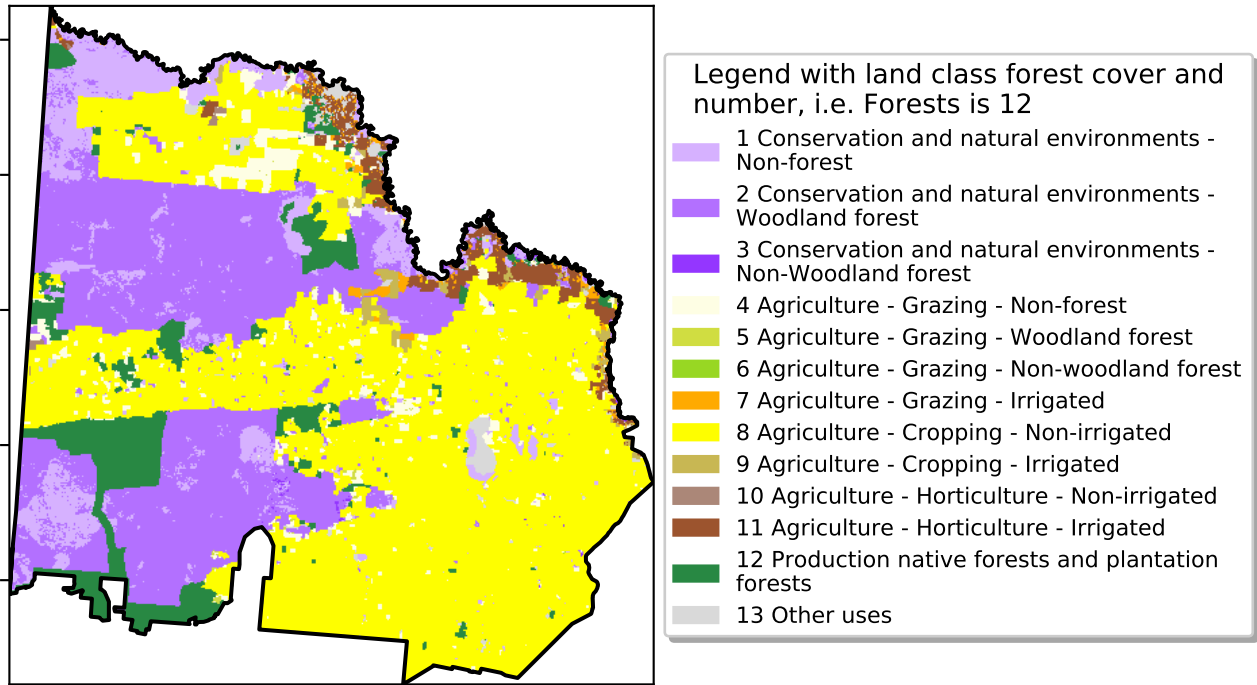 Legend with land class forest cover and
number, i.e. Forests is 12
1 Conservation and natural environments -
Non-forest
2 Conservation and natural environments -
Woodland forest
3 Conservation and natural environments -
Non-Woodland forest
4 Agriculture - Grazing - Non-forest
5 Agriculture - Grazing - Woodland forest
6 Agriculture - Grazing - Non-woodland forest
7 Agriculture - Grazing - Irrigated
8 Agriculture - Cropping - Non-irrigated
9 Agriculture - Cropping - Irrigated
10 Agriculture - Horticulture - Non-irrigated
11 Agriculture - Horticulture - Irrigated
12 Production native forests and plantation
forests
13 Other uses